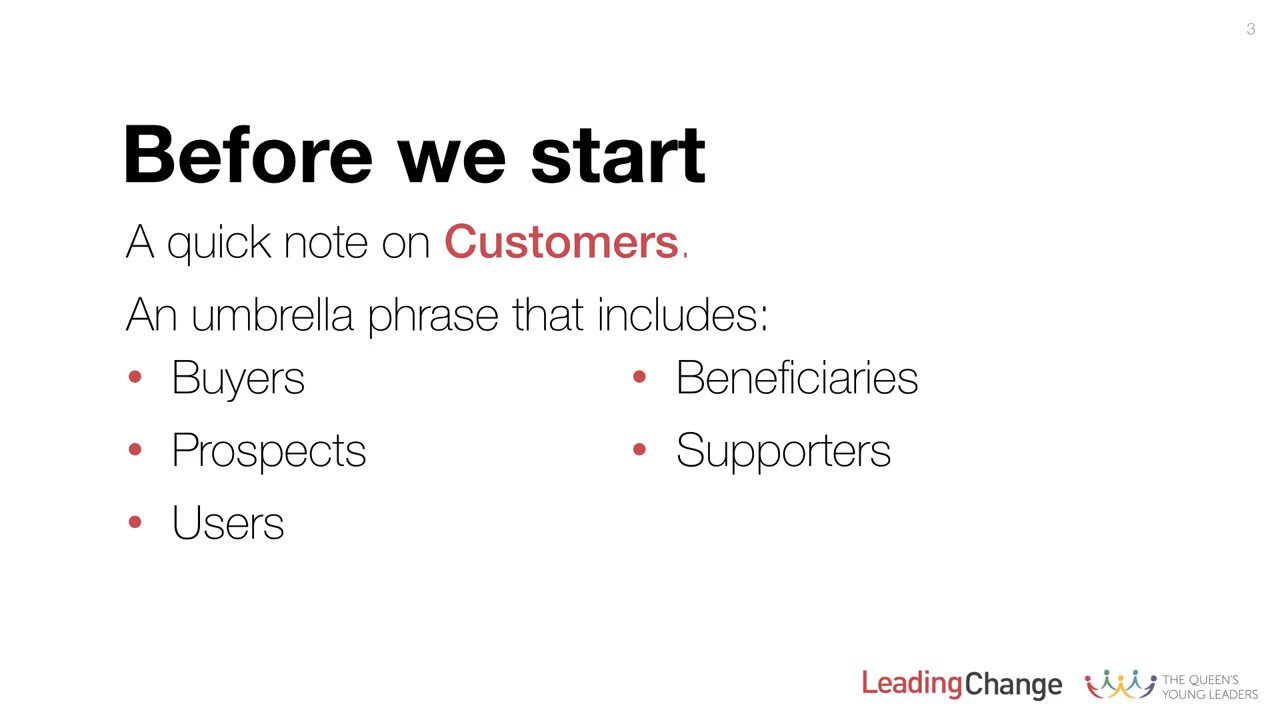 3
Before we start
A quick note on Customers.
An umbrella phrase that includes:
• Buyers
• Prospects
• Users
• Beneficiaries
• Supporters
LeadingChange
THE QUEEN'S
YOUNG LEADERS